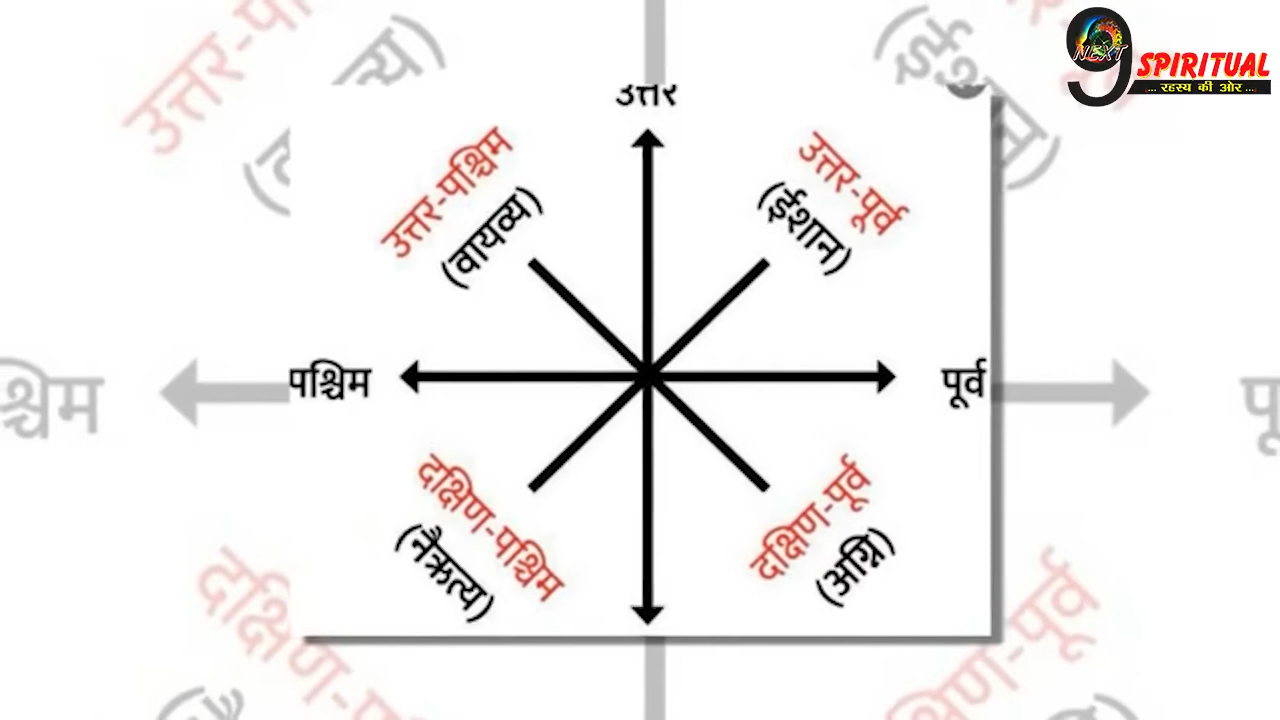 NEXT
9
SPIRITUAL
... रहस्य की ओर ...
उत्तर
उत्तर-पश्चिम
(वायव्य)
उत्तर-पूर्व
(ईशान)
पश्चिम
पूर्व
दक्षिण-पश्चिम
(नैऋत्य)
दक्षिण-पूर्व
(अग्नि)